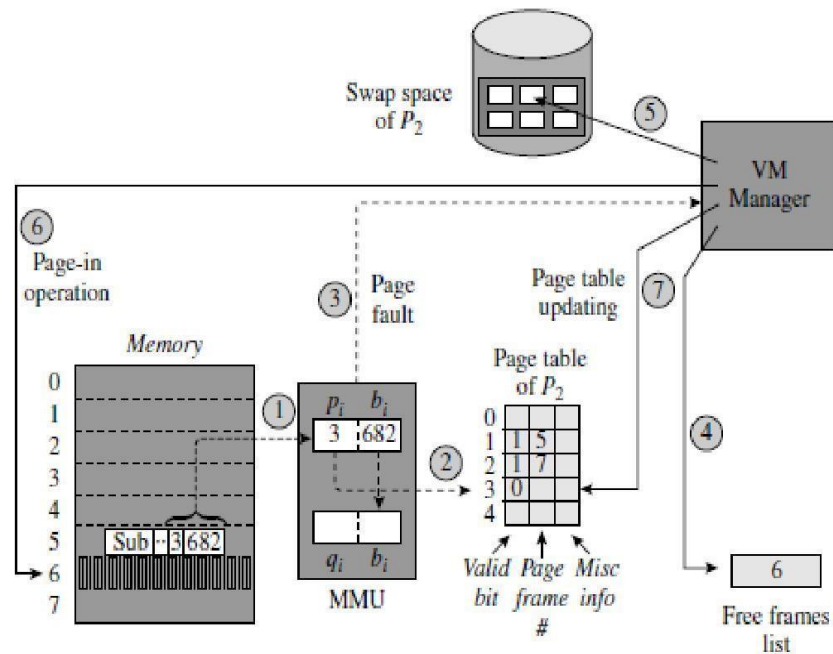 Swap space
of P2
5
VM
Manager
6
Page-in
operation
3
Page
fault
Page table
updating
7
Memory
Page table
of P2
0
1
2
3
4
5
6
7
1
pi bi
3 682
2
4
0
1 1 5
2 1 7
3 0
4
Sub ·· 3 682
qi bi
MMU
Valid Page Misc
bit frame info
#
6
Free frames
list